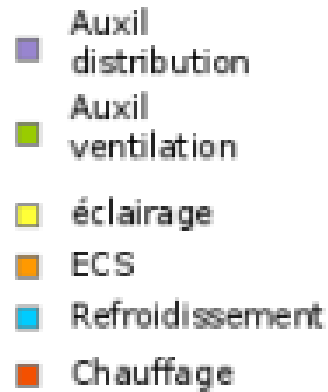 Auxil
distribution
Auxil
ventilation
éclairage
ECS
Refroidissement
Chauffage